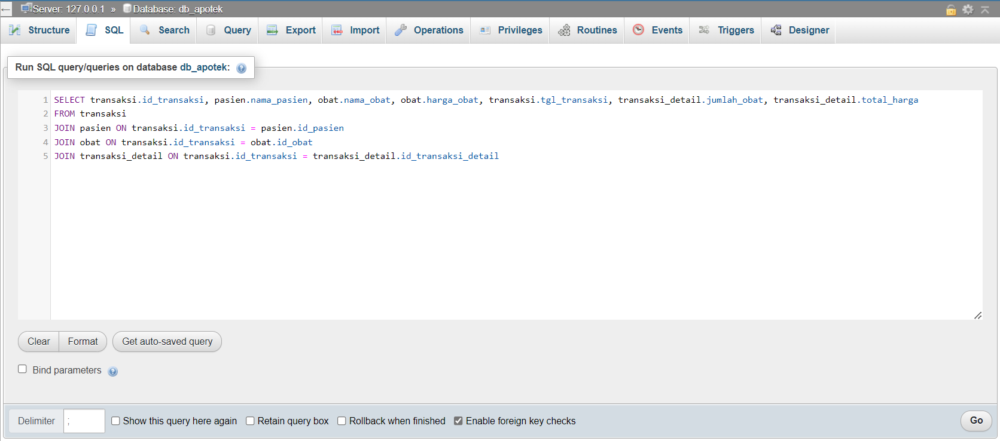 Server: 127.0.0.1 » Database: db_apotek
Structure SQL Search Query Export Import Operations Privileges Routines Events Triggers Designer
Run SQL query/queries on database db_apotek:
1 SELECT transaksi.id_transaksi, pasien.nama_pasien, obat.nama_obat, obat.harga_obat, transaksi.tgl_transaksi, transaksi_detail.jumlah_obat, transaksi_detail.total_harga
2 FROM transaksi
3 JOIN pasien ON transaksi.id_transaksi = pasien.id_pasien
4 JOIN obat ON transaksi.id_transaksi = obat.id_obat
5 JOIN transaksi_detail ON transaksi.id_transaksi = transaksi_detail.id_transaksi_detail
Clear Format Get auto-saved query
Bind parameters
Delimiter ; Show this query here again Retain query box Rollback when finished Enable foreign key checks Go